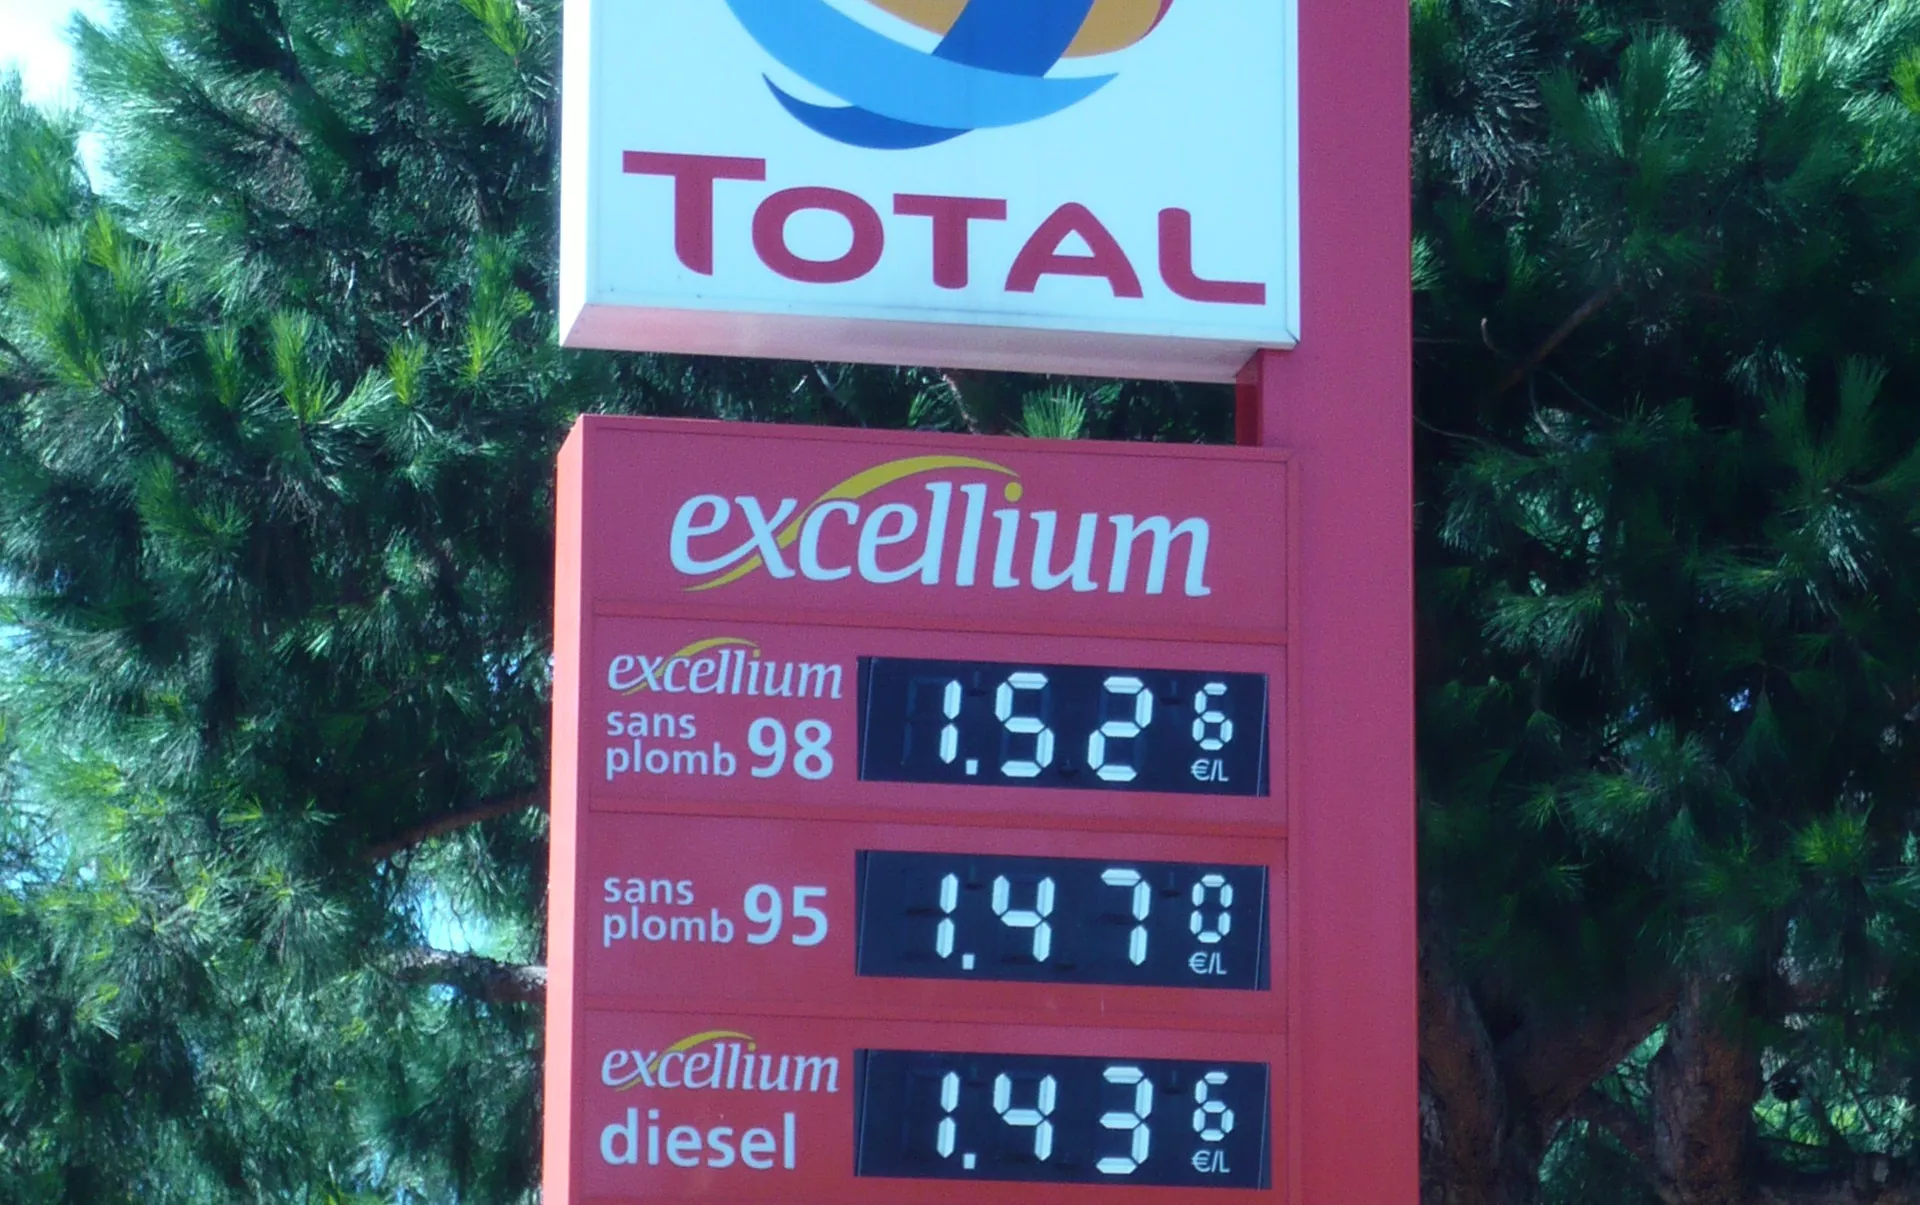 TOTAL
excellium
excellium
sans
plomb 98
1.526
€/L
sans
plomb 95
1.470
€/L
excellium
diesel
1.436
€/L